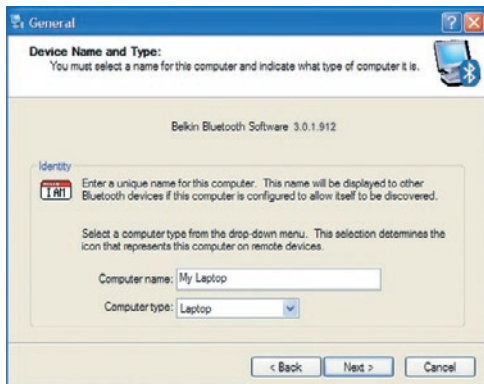 General
Device Name and Type:
You must select a name for this computer and indicate what type of computer it is.
Belkin Bluetooth Software 3.0.1.912
Identity
I AM
Enter a unique name for this computer. This name will be displayed to other
Bluetooth devices if this computer is configured to allow itself to be discovered.
Select a computer type from the drop-down menu. This selection determines the
icon that represents this computer on remote devices.
Computer name: My Laptop
Computer type: Laptop
< Back Next > Cancel